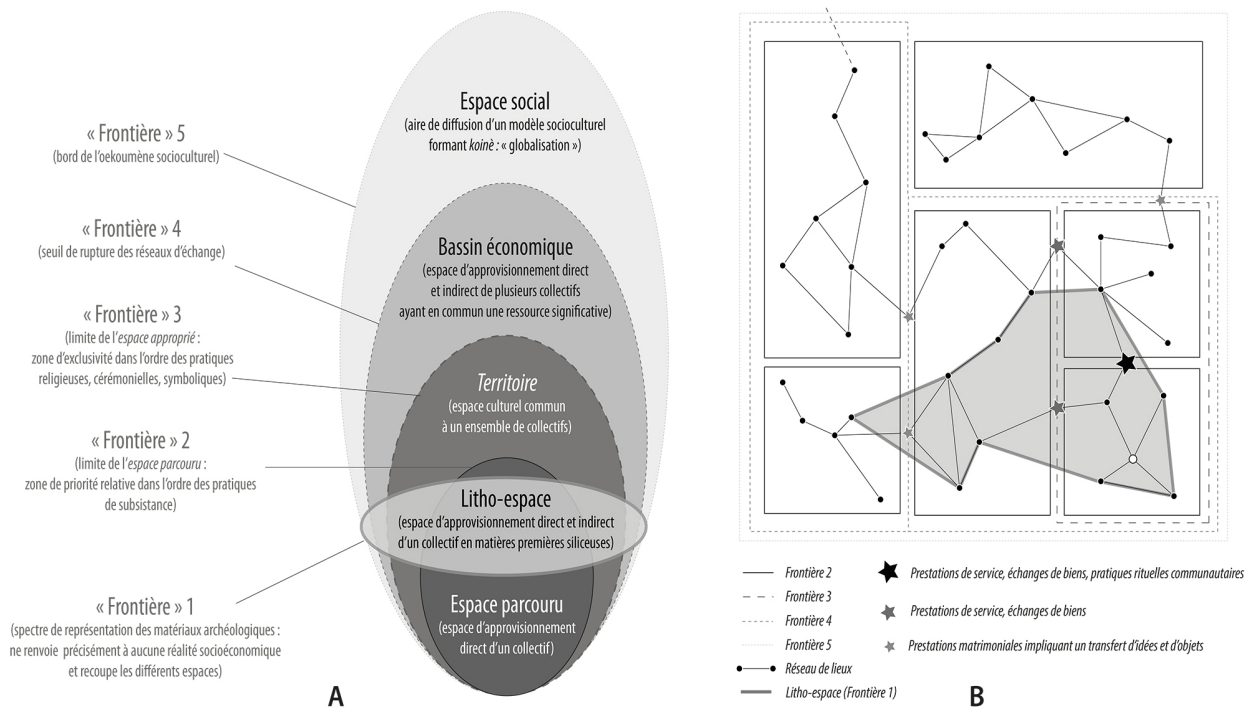 « Frontière » 5
(bord de l'oekoumène socioculturel)
« Frontière » 4
(seuil de rupture des réseaux d'échange)
« Frontière » 3
(limite de l'espace approprié :
zone d'exclusivité dans l'ordre des pratiques
religieuses, cérémonielles, symboliques)
« Frontière » 2
(limite de l'espace parcouru :
zone de priorité relative dans l'ordre des pratiques
de subsistance)
« Frontière » 1
(spectre de représentation des matériaux archéologiques :
ne renvoie précisément à aucune réalité socioéconomique
et recoupe les différents espaces)
Espace social
(aire de diffusion d'un modèle socioculturel
formant koinè : « globalisation »)
Bassin économique
(espace d'approvisionnement direct
et indirect de plusieurs collectifs
ayant en commun une ressource significative)
Territoire
(espace culturel commun
à un ensemble de collectifs)
Litho-espace
(espace d'approvisionnement direct et indirect
d'un collectif en matières premières siliceuses)
Espace parcouru
(espace d'approvisionnement
direct d'un collectif)
A
Frontière 2
Frontière 3
Frontière 4
Frontière 5
Réseau de lieux
Litho-espace (Frontière 1)
Prestations de service, échanges de biens, pratiques rituelles communautaires
Prestations de service, échanges de biens
Prestations matrimoniales impliquant un transfert d'idées et d'objets
B